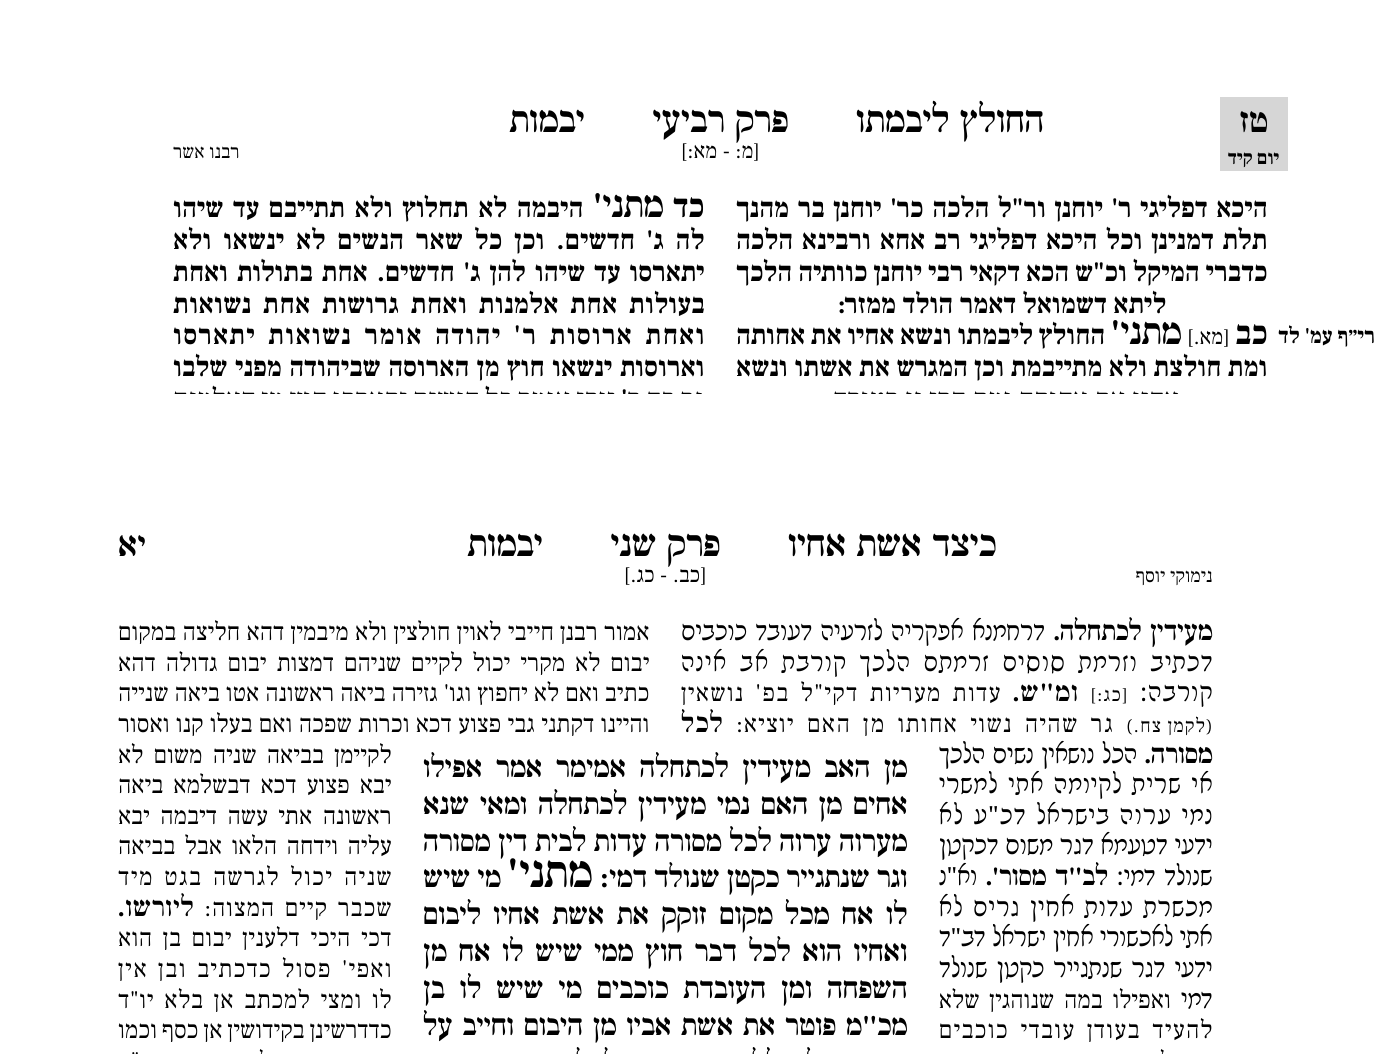 טז
יום קיד
החולץ ליבמתו פרק רביעי יבמות
[מ: - מא:]
רבנו אשר
היכא דפליגי ר' יוחנן ור"ל הלכה כר' יוחנן בר מהנך
תלת דמנינן וכל היכא דפליגי רב אחא ורבינא הלכה
כדברי המיקל וכ"ש הכא דקאי רבי יוחנן כוותיה הלכך
ליתא דשמואל דאמר הולד ממזר:
רי״ף עמ' לד
כב [מא.] מתני' החולץ ליבמתו ונשא אחיו את אחותה
ומת חולצת ולא מתייבמת וכן המגרש את אשתו ונשא
כד מתני' היבמה לא תחלוץ ולא תתייבם עד שיהו
לה ג' חדשים. וכן כל שאר הנשים לא ינשאו ולא
יתארסו עד שיהו להן ג' חדשים. אחת בתולות ואחת
בעולות אחת אלמנות ואחת גרושות אחת נשואות
ואחת ארוסות ר' יהודה אומר נשואות יתארסו
וארוסות ינשאו חוץ מן הארוסה שביהודה מפני שלבו
כיצד אשת אחיו פרק שני יבמות
יא
[כב. - כג.]
נימוקי יוסף
מעידין לכתחלה. דרחמנא אפקריה לזרעיה דעובד כוכבים
דכתיב וזרמת סוסים זרמתם הלכך קורבת אב אינה
קורבה: [כג:] ומ"ש. עדות מעריות דקי"ל בפ' נושאין
(לקמן צח.) גר שהיה נשוי אחותו מן האם יוציא: לכל
מסורה. הכל נושאין נשים הלכך
אי שרית לקיומה אתי למשרי
נמי ערוה בישראל דכ"ע לא
ידעי דטעמא דגר משום דכקטן
שנולד דמי: לב"ד מסור'. וא"נ
מכשרת עדות אחין גרים לא
אתי לאכשורי אחין ישראל דב"ד
ידעי דגר שנתגייר כקטן שנולד
דמי ואפילו במה שנוהגין שלא
להעיד בעודן עובדי כוכבים
מן האב מעידין לכתחלה אמימר אמר אפילו
אחים מן האם נמי מעידין לכתחלה ומאי שנא
מערוה ערוה לכל מסורה עדות לבית דין מסורה
וגר שנתגייר כקטן שנולד דמי: מתני' מי שיש
לו אח מכל מקום זוקק את אשת אחיו ליבום
ואחיו הוא לכל דבר חוץ ממי שיש לו אח מן
השפחה ומן העובדת כוכבים מי שיש לו בן
מכ"מ פוטר את אשת אביו מן היבום וחייב על
אמור רבנן חייבי לאוין חולצין ולא מיבמין דהא חליצה במקום
יבום לא מקרי יכול לקיים שניהם דמצות יבום גדולה דהא
כתיב ואם לא יחפוץ וגו' גזירה ביאה ראשונה אטו ביאה שנייה
והיינו דקתני גבי פצוע דכא וכרות שפכה ואם בעלו קנו ואסור
לקיימן בביאה שניה משום לא
יבא פצוע דכא דבשלמא ביאה
ראשונה אתי עשה דיבמה יבא
עליה וידחה הלאו אבל בביאה
שניה יכול לגרשה בגט מיד
שכבר קיים המצוה: ליורשו.
דכי היכי דלענין יבום בן הוא
ואפי' פסול כדכתיב ובן אין
לו ומצי למכתב אן בלא יו"ד
כדדרשינן בקידושין אן כסף וכמו